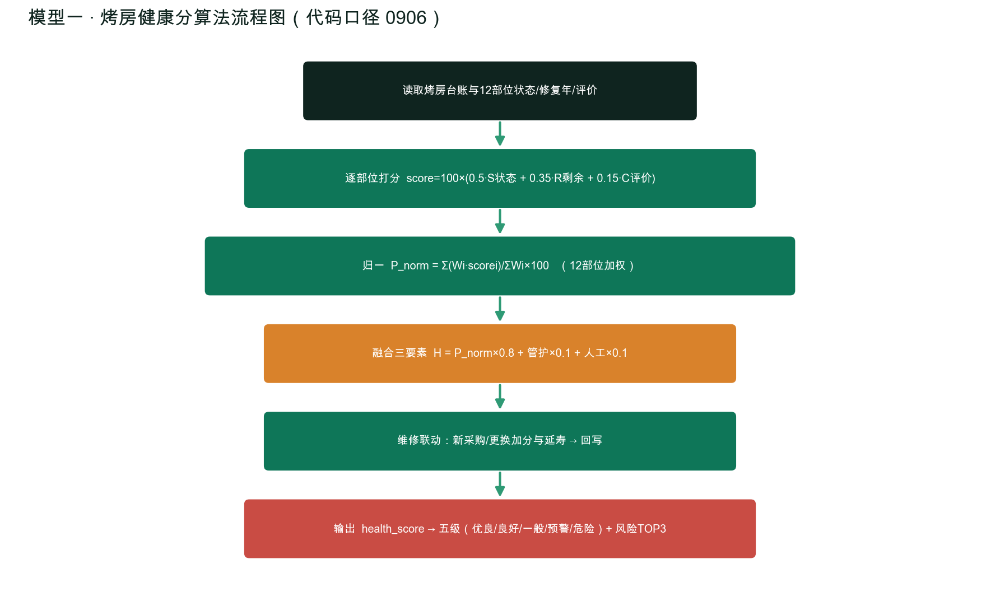 模型一 · 烤房健康分算法流程图（代码口径 0906）
读取烤房台账与12部位状态/修复年/评价
逐部位打分 score=100×(0.5·S状态 + 0.35·R剩余 + 0.15·C评价)
归一 P_norm = Σ(Wi·scorei)/ΣWi×100 （12部位加权）
融合三要素 H = P_norm×0.8 + 管护×0.1 + 人工×0.1
维修联动：新采购/更换加分与延寿→回写
输出 health_score→五级（优良/良好/一般/预警/危险）+ 风险TOP3